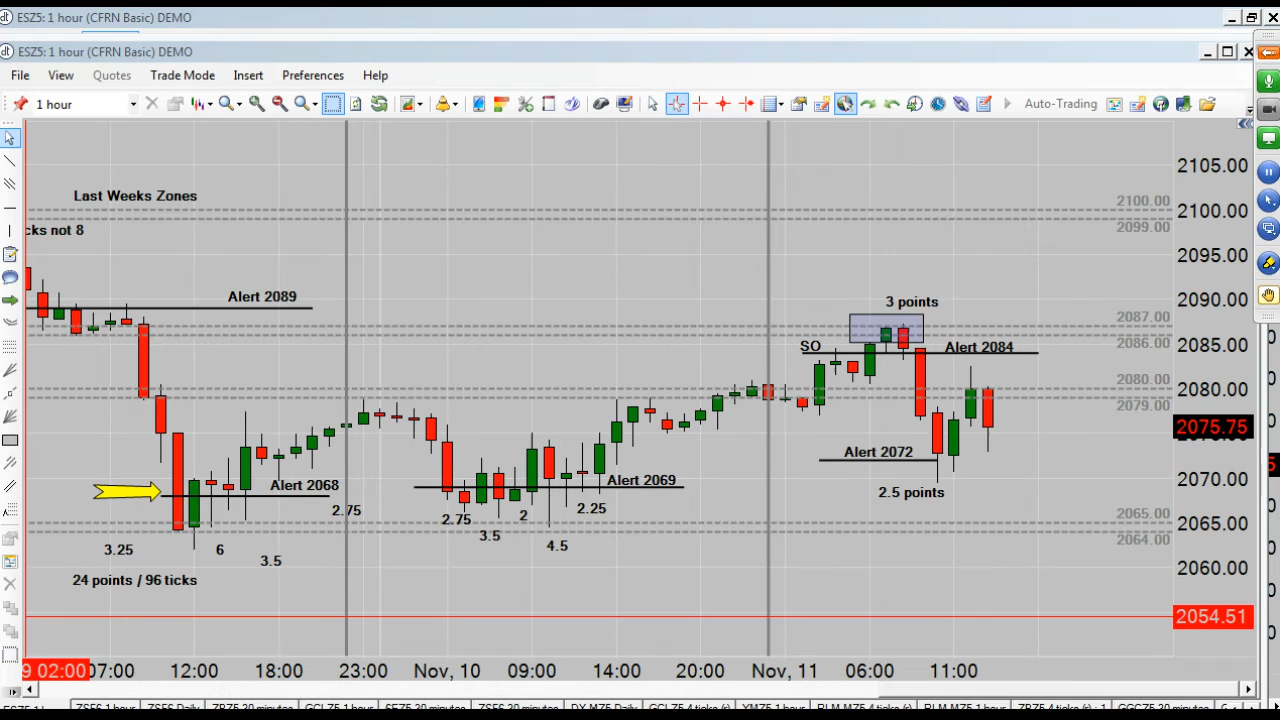 ESZ5: 1 hour (CFRN Basic) DEMO
ESZ5: 1 hour (CFRN Basic) DEMO
File View Quotes Trade Mode Insert Preferences Help
1 hour Auto-Trading
2105.00
Last Weeks Zones
2100.00 2100.00
2099.00
cks not 8
2095.00
Alert 2089
3 points
2090.00
2087.00
2086.00
SO Alert 2084
2085.00
2080.00 2080.00
2079.00
2075.75
Alert 2072
2070.00
Alert 2068
Alert 2069
2.5 points
2.75
2.75 2 2.25
2065.00 2065.00
2064.00
3.5
3.25 6 4.5
3.5
2060.00
24 points / 96 ticks
2054.51
9 02:00 07:00 12:00 18:00 23:00 Nov, 10 09:00 14:00 20:00 Nov, 11 06:00 11:00